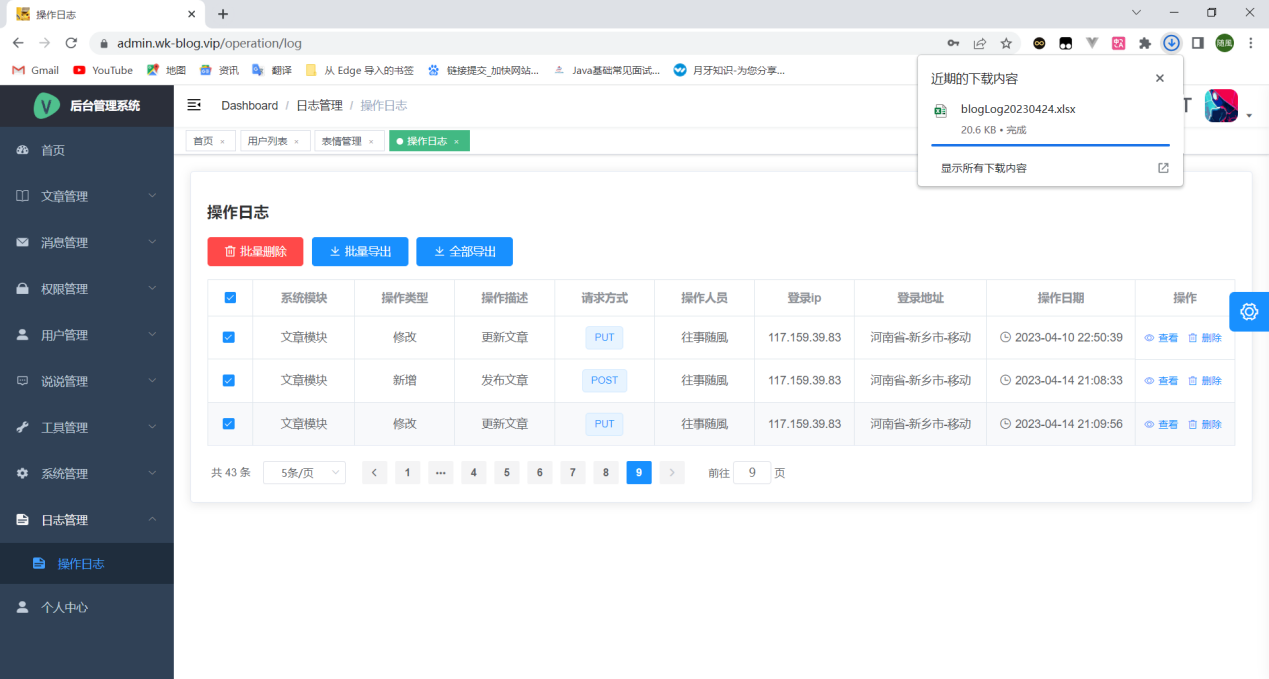 操作日志
admin.wk-blog.vip/operation/log
随風
Gmail
YouTube
地图
资讯
翻译
从 Edge 导入的书签
链接提交_加快网站...
Java基础常见面试...
月牙知识-为您分享...
近期的下载内容
blogLog20230424.xlsx
20.6 KB • 完成
显示所有下载内容
V 后台管理系统
Dashboard / 日志管理 / 操作日志
首页
用户列表
表情管理
操作日志
首页
文章管理
消息管理
权限管理
用户管理
说说管理
工具管理
系统管理
日志管理
操作日志
个人中心
操作日志
批量删除 批量导出 全部导出
系统模块 操作类型 操作描述 请求方式 操作人员 登录ip 登录地址 操作日期 操作
文章模块 修改 更新文章 PUT 往事随風 117.159.39.83 河南省-新乡市-移动 2023-04-10 22:50:39 查看 删除
文章模块 新增 发布文章 POST 往事随風 117.159.39.83 河南省-新乡市-移动 2023-04-14 21:08:33 查看 删除
文章模块 修改 更新文章 PUT 往事随風 117.159.39.83 河南省-新乡市-移动 2023-04-14 21:09:56 查看 删除
共 43 条 5条/页 1 ··· 4 5 6 7 8 9 前往 9 页